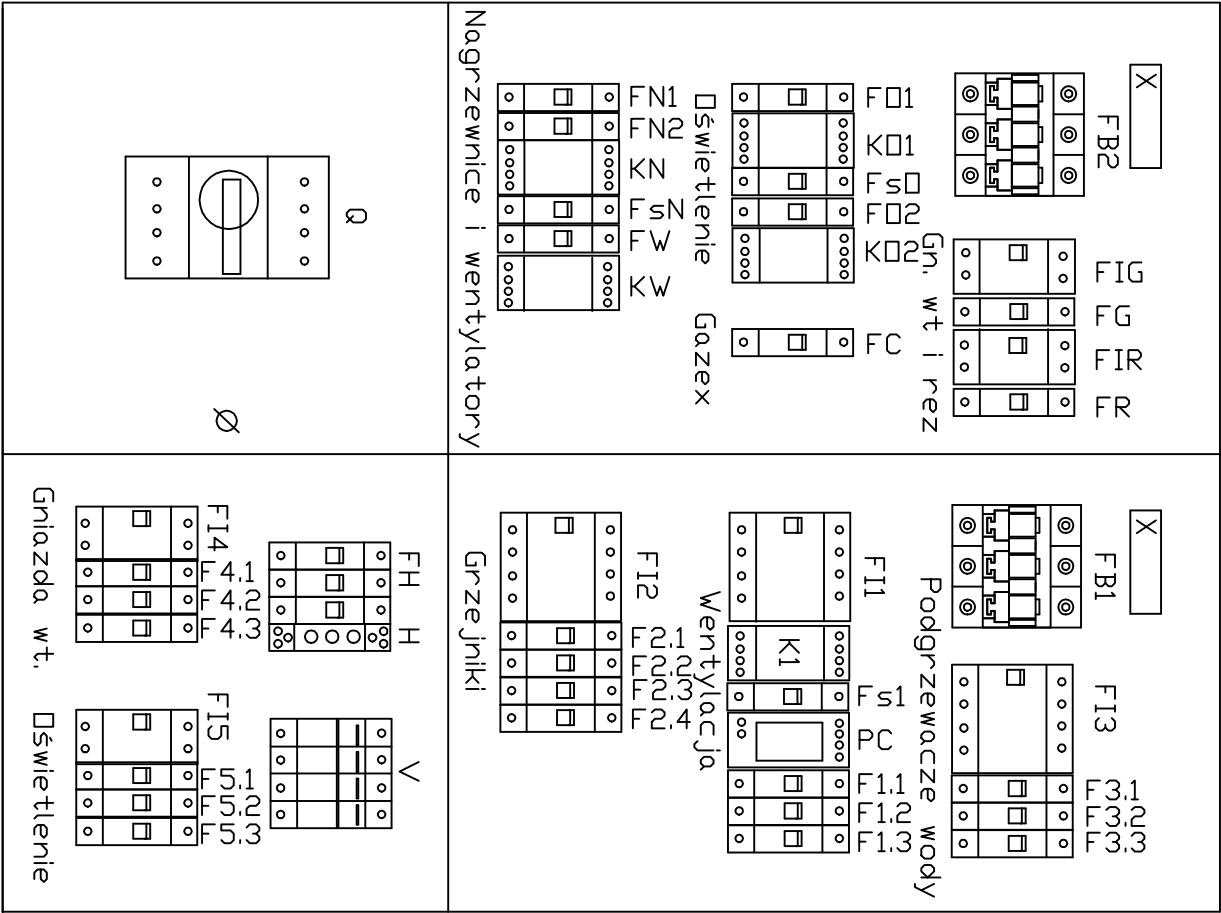 Q
Ø
Nagrzewnice i wentylatory
FN1
FN2
KN
FsN
FW
KW
Oświetlenie
FO1
KO1
FsO
FO2
KO2
Gazex
FC
X
FB2
Gn. wt i rez
FIG
FG
FIR
FR
Gniazda wt.
FI4
F4.1
F4.2
F4.3
FH
H
Oświetlenie
FI5
F5.1
F5.2
F5.3
V
Grzejniki
FI2
F2.1
F2.2
F2.3
F2.4
Wentylacja
FI1
K1
Fs1
PC
F1.1
F1.2
F1.3
X
FB1
Podgrzewacze wody
FI3
F3.1
F3.2
F3.3